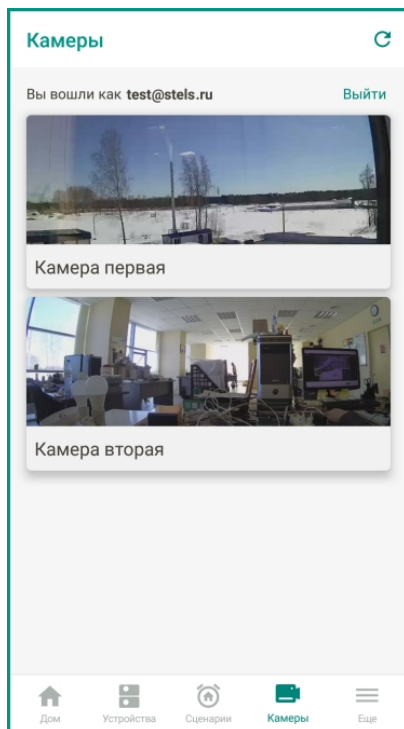 Камеры
Вы вошли как test@stels.ru Выйти
Камера первая
Камера вторая
Дом Устройства Сценарии Камеры Еще